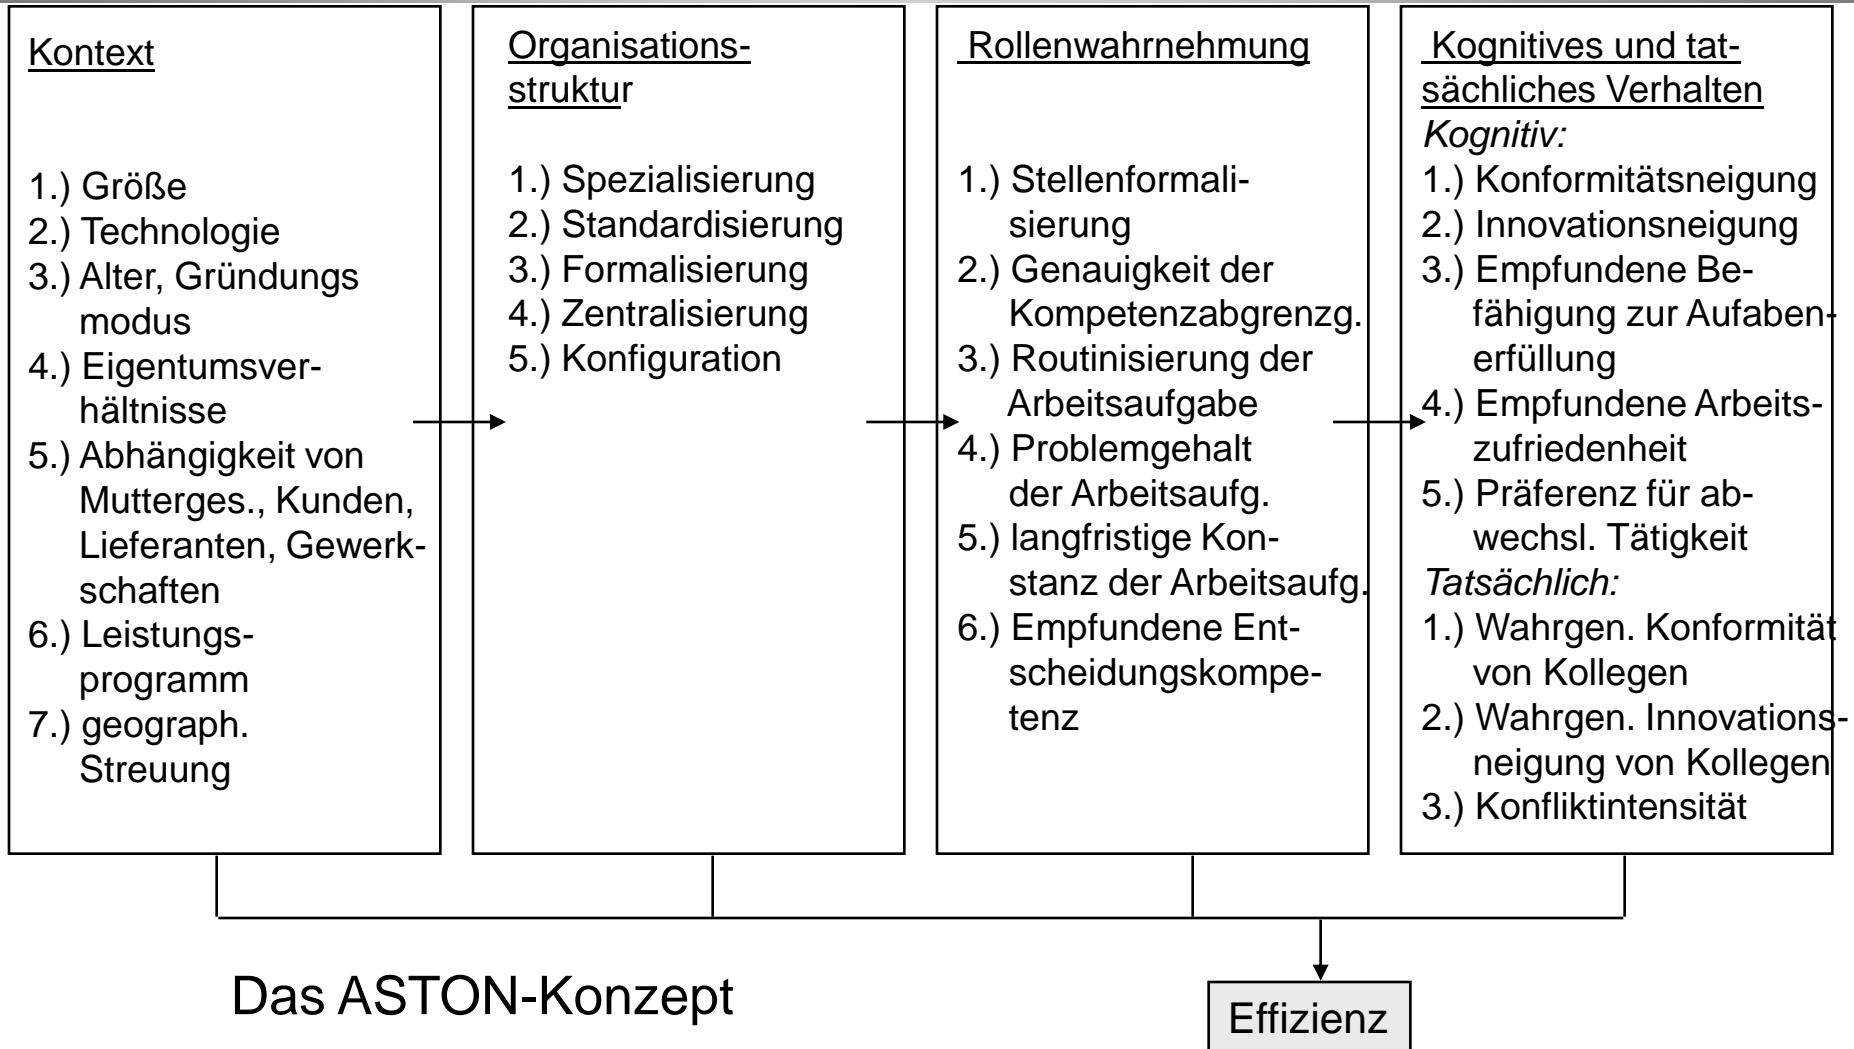 Kontext
1.) Größe
2.) Technologie
3.) Alter, Gründungs
modus
4.) Eigentumsver-
hältnisse
5.) Abhängigkeit von
Mutterges., Kunden,
Lieferanten, Gewerk-
schaften
6.) Leistungs-
programm
7.) geograph.
Streuung
Organisations-
struktur
1.) Spezialisierung
2.) Standardisierung
3.) Formalisierung
4.) Zentralisierung
5.) Konfiguration
Rollenwahrnehmung
1.) Stellenformali-
sierung
2.) Genauigkeit der
Kompetenzabgrenzg.
3.) Routinisierung der
Arbeitsaufgabe
4.) Problemgehalt
der Arbeitsaufg.
5.) langfristige Kon-
stanz der Arbeitsaufg.
6.) Empfundene Ent-
scheidungskompe-
tenz
Kognitives und tat-
sächliches Verhalten
Kognitiv:
1.) Konformitätsneigung
2.) Innovationsneigung
3.) Empfundene Be-
fähigung zur Aufaben-
erfüllung
4.) Empfundene Arbeits-
zufriedenheit
5.) Präferenz für ab-
wechsl. Tätigkeit
Tatsächlich:
1.) Wahrgen. Konformität
von Kollegen
2.) Wahrgen. Innovations-
neigung von Kollegen
3.) Konfliktintensität
Das ASTON-Konzept
Effizienz